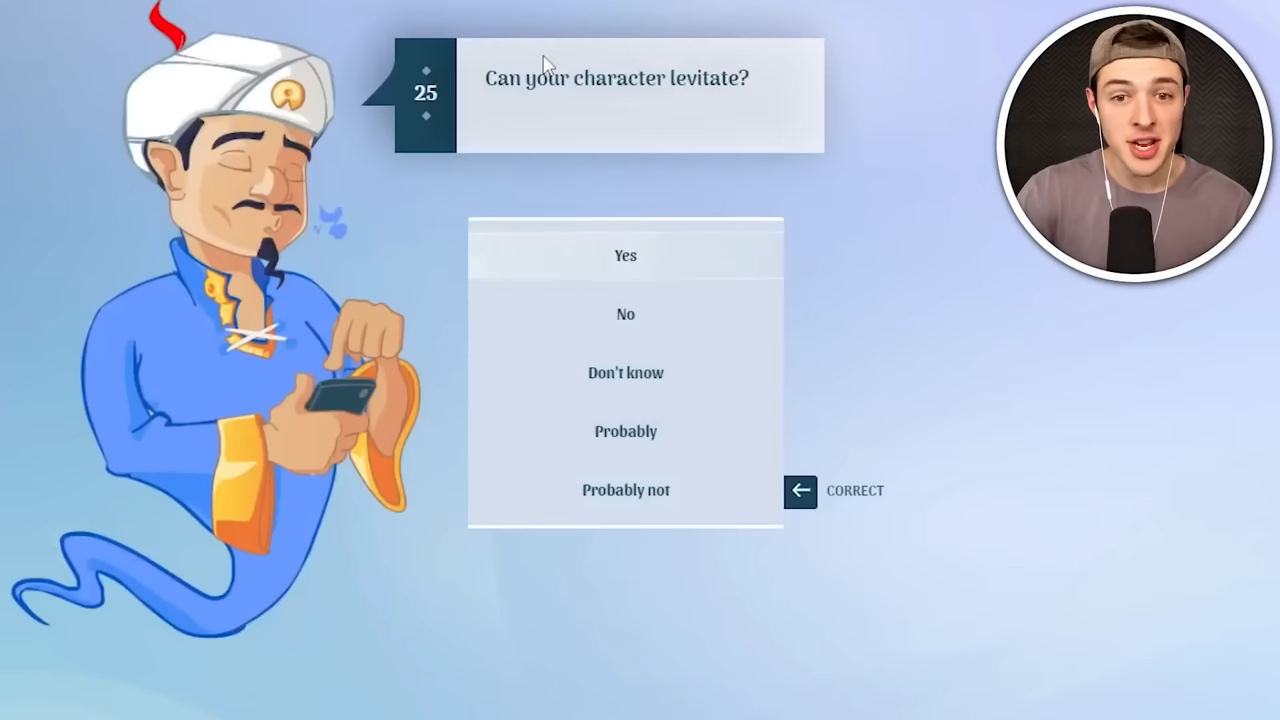 25
Can your character levitate?
Yes
No
Don't know
Probably
Probably not
CORRECT